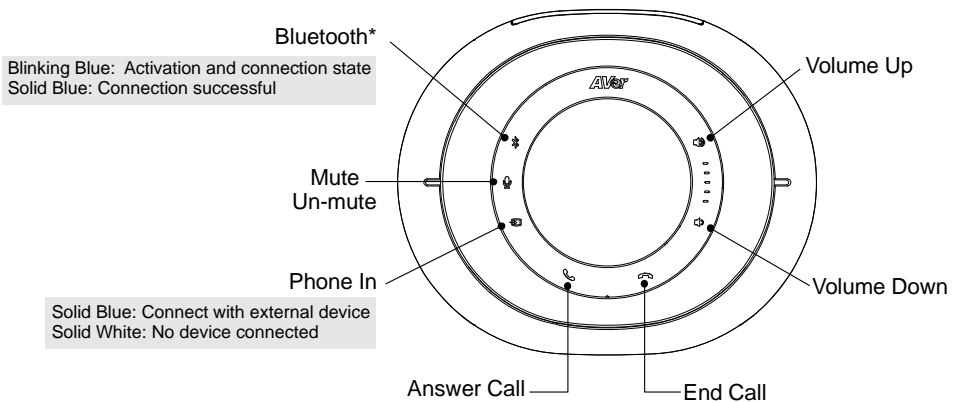 Bluetooth*
Blinking Blue:  Activation and connection state
Solid Blue: Connection successful
AVer
Volume Up
Mute
Un-mute
Phone In
Solid Blue: Connect with external device
Solid White: No device connected
Volume Down
Answer Call
End Call